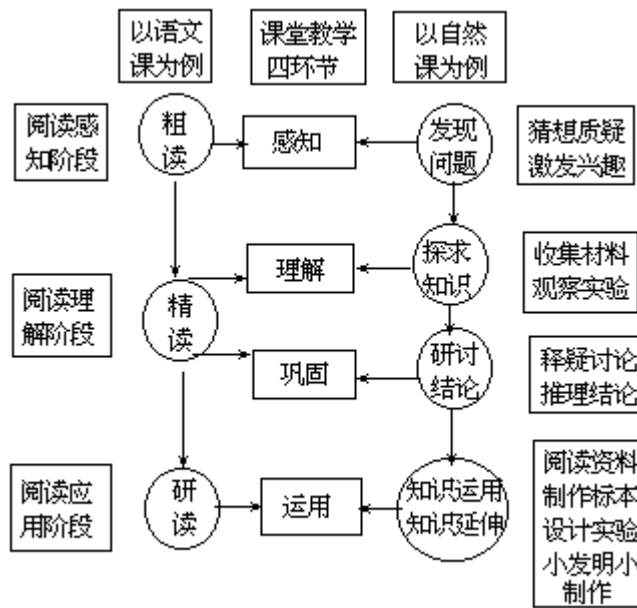 以语文
课为例
课堂教学
四环节
以自然
课为例
阅读感
知阶段
粗
读
感知
发现
问题
猜想质疑
激发兴趣
阅读理
解阶段
精
读
理解
探求
知识
收集材料
观察实验
巩固
研讨
结论
释疑讨论
推理结论
阅读应
用阶段
研
读
运用
知识运用
知识延伸
阅读资料
制作标本
设计实验
小发明小
制作